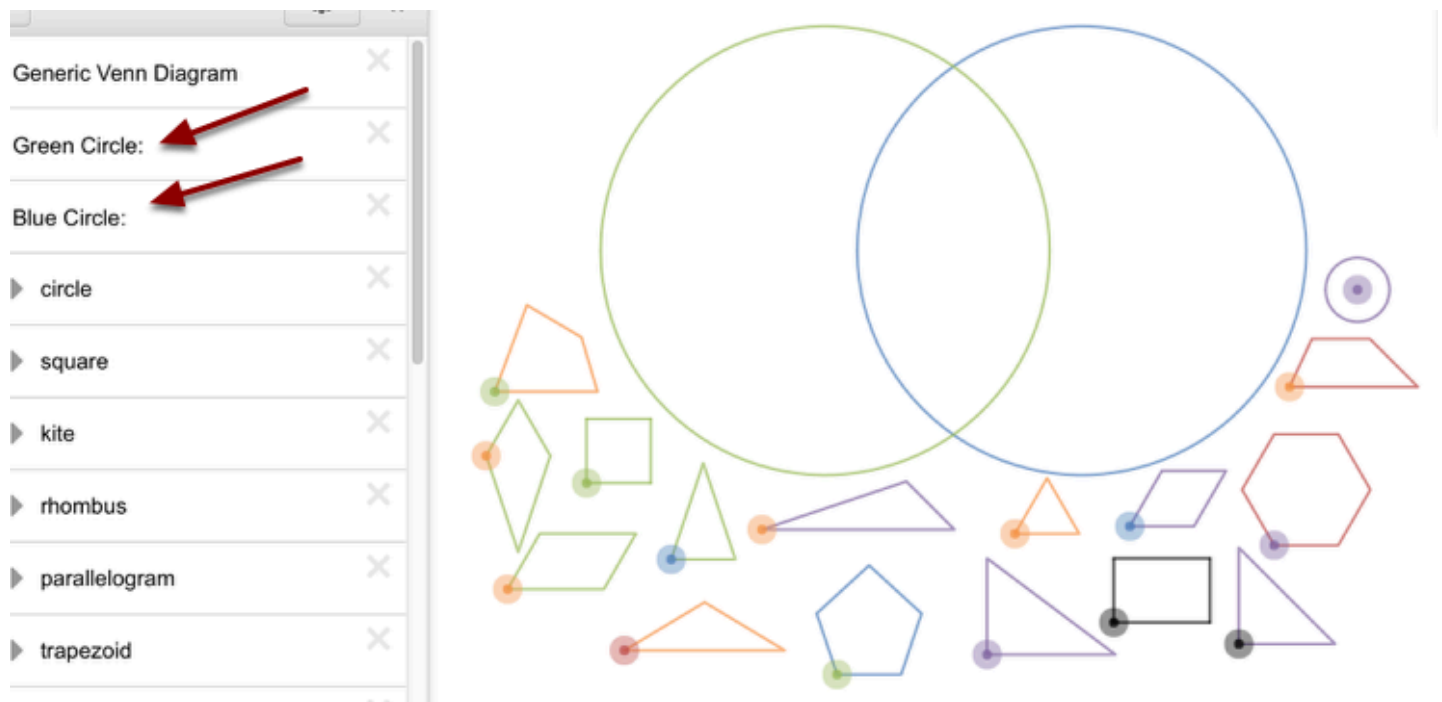 Generic Venn Diagram
Green Circle:
Blue Circle:
circle
square
kite
rhombus
parallelogram
trapezoid